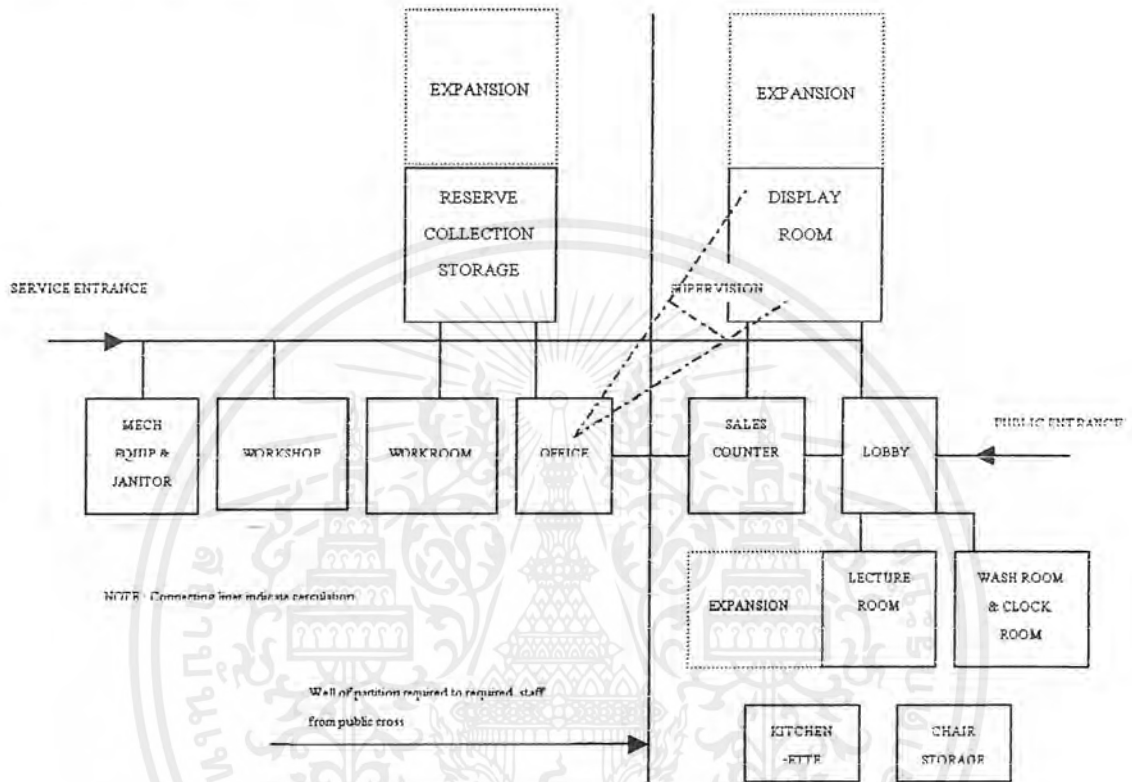 EXPANSION
EXPANSION
RESERVE
COLLECTION
STORAGE
DISPLAY
ROOM
SERVICE ENTRANCE
SUPERVISION
MECH
EQUIP &
JANITOR
WORKSHOP
WORKROOM
OFFICE
SALES
COUNTER
LOBBY
PUBLIC ENTRANCE
EXPANSION
LECTURE
ROOM
WASH ROOM
& CLOCK
ROOM
NOTE : Connecting lines indicate carculation
Wall of partition required to required staff
from public cross
KITCHEN
-ETTE
CHAIR
STORAGE